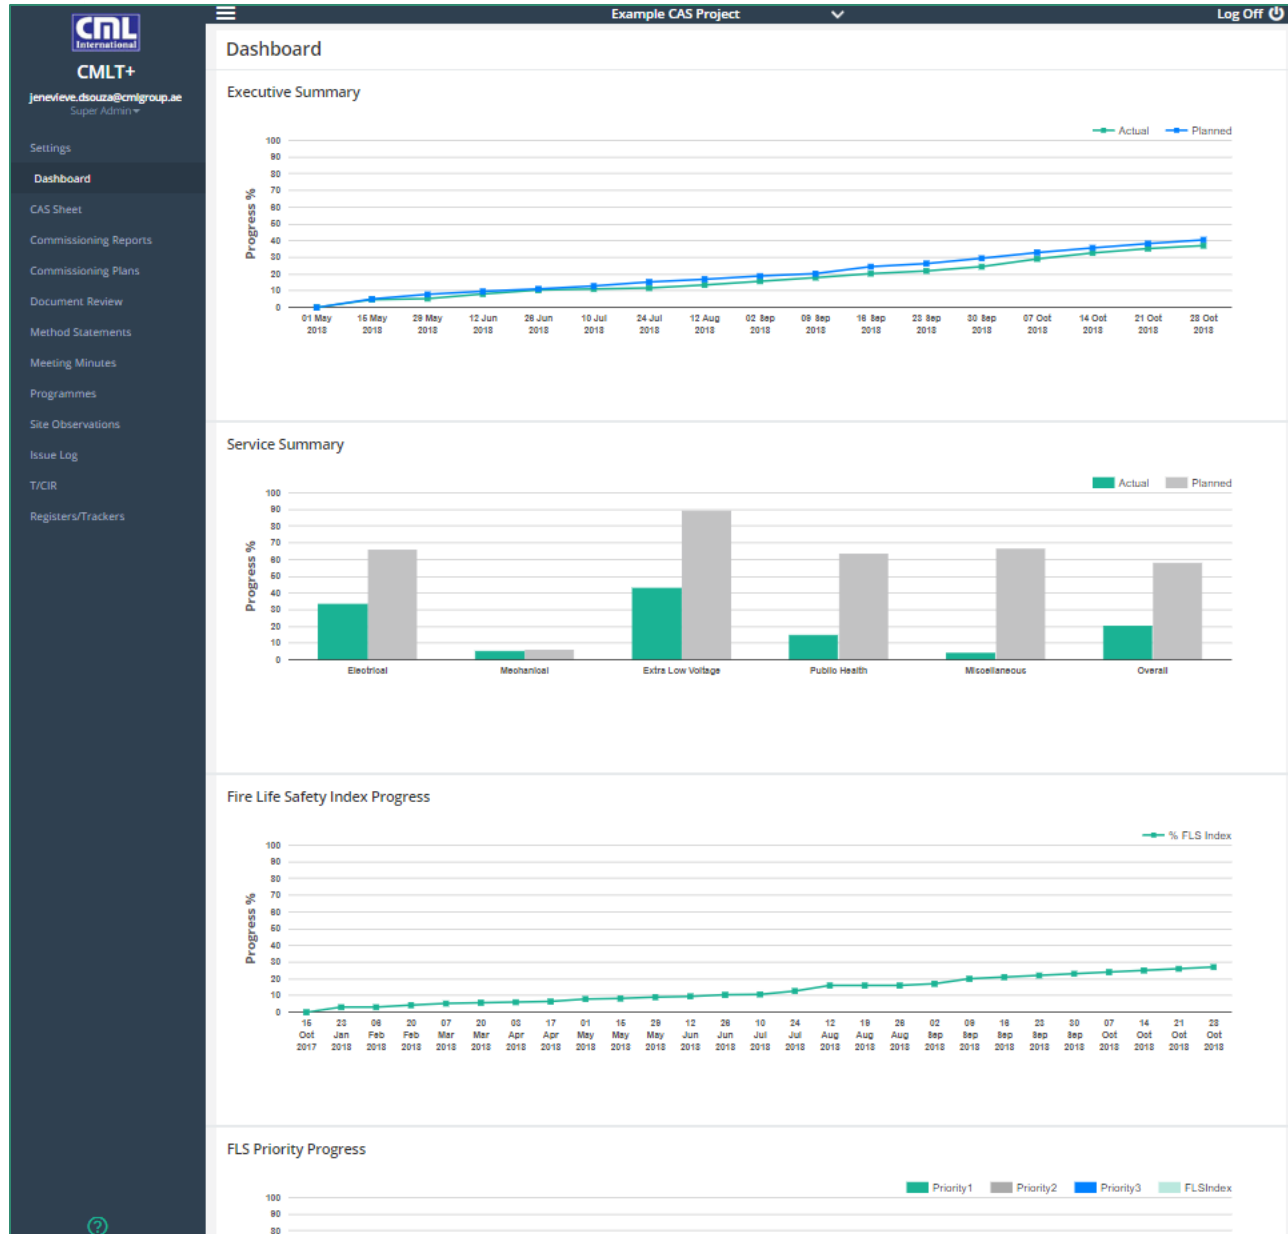 CML
International
CMLT+
jenevieve.dsouza@cmlgroup.ae
Super Admin
Settings
Dashboard
CAS Sheet
Commissioning Reports
Commissioning Plans
Document Review
Method Statements
Meeting Minutes
Programmes
Site Observations
Issue Log
T/CIR
Registers/Trackers
?
Example CAS Project
Log Off
Dashboard
Executive Summary
Actual Planned
Progress %
100
90
80
70
60
50
40
30
20
10
0
01 May 15 May 29 May 12 Jun 26 Jun 10 Jul 24 Jul 12 Aug 02 Sep 09 Sep 16 Sep 23 Sep 30 Sep 07 Oct 14 Oct 21 Oct 28 Oct
2018 2018 2018 2018 2018 2018 2018 2018 2018 2018 2018 2018 2018 2018 2018 2018 2018
Service Summary
Actual Planned
Progress %
100
90
80
70
60
50
40
30
20
10
0
Electrical Mechanical Extra Low Voltage Public Health Miscellaneous Overall
Fire Life Safety Index Progress
% FLS Index
Progress %
100
90
80
70
60
50
40
30
20
10
0
15 23 06 20 07 20 03 17 01 15 29 12 26 10 24 12 19 26 02 09 16 23 30 07 14 21 28
Oct Jan Feb Feb Mar Mar Apr Apr May May May Jun Jun Jul Jul Aug Aug Aug Sep Sep Sep Sep Sep Oct Oct Oct Oct
2017 2018 2018 2018 2018 2018 2018 2018 2018 2018 2018 2018 2018 2018 2018 2018 2018 2018 2018 2018 2018 2018 2018 2018 2018 2018 2018
FLS Priority Progress
Priority1 Priority2 Priority3 FLSIndex
100
90
80